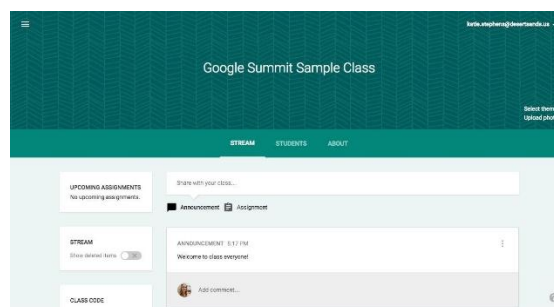 katie.stephens@desertsands.us
Google Summit Sample Class
Select them
Upload phot
STREAM STUDENTS ABOUT
UPCOMING ASSIGNMENTS
No upcoming assignments.
Share with your class...
Announcement Assignment
STREAM
Show deleted items
ANNOUNCEMENT 5:17 PM
Welcome to class everyone!
Add comment...
CLASS CODE